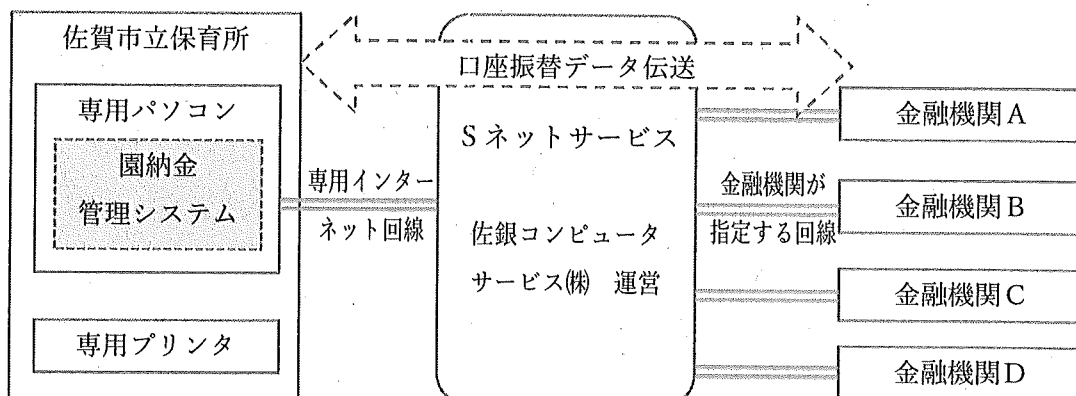 佐賀市立保育所
専用パソコン
園納金
管理システム
専用プリンタ
専用インター
ネット回線
口座振替データ伝送
Sネットサービス
佐銀コンピュータ
サービス㈱ 運営
金融機関が
指定する回線
金融機関A
金融機関B
金融機関C
金融機関D